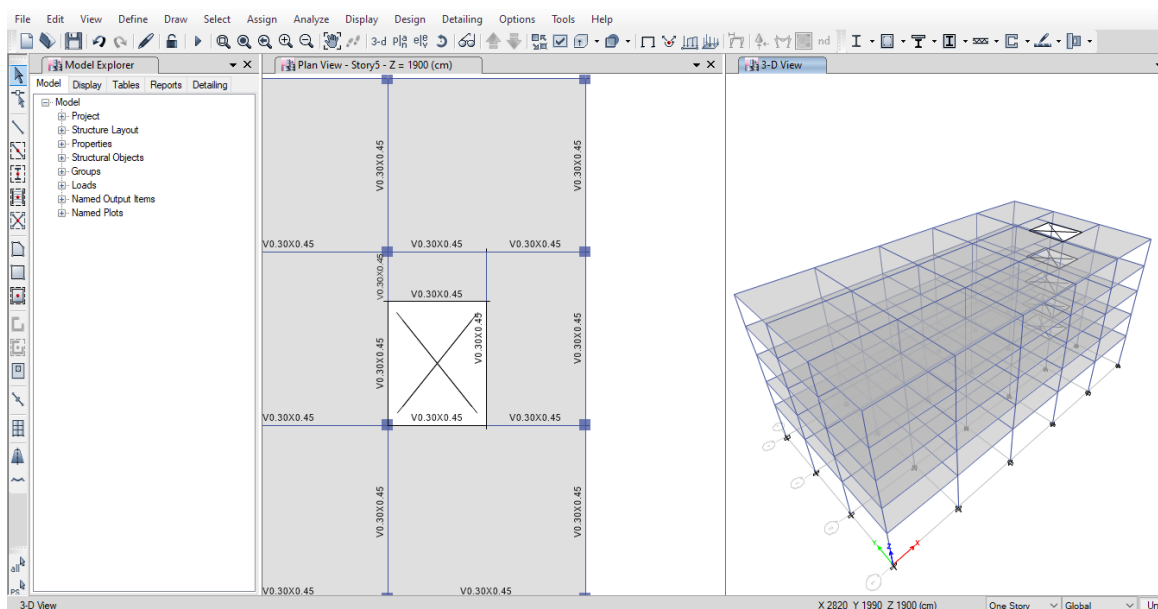 File Edit View Define Draw Select Assign Analyze Display Design Detailing Options Tools Help
3-d nd
Model Explorer
Plan View - Story5 - Z = 1900 (cm)
3-D View
Model Display Tables Reports Detailing
Model
Project
Structure Layout
Properties
Structural Objects
Groups
Loads
Named Output Items
Named Plots
V0.30X0.45 V0.30X0.45
V0.30X0.45 V0.30X0.45 V0.30X0.45
V0.30X0.45
V0.30X0.45
V0.30X0.45 V0.30X0.45 V0.30X0.45
V0.30X0.45 V0.30X0.45 V0.30X0.45
V0.30X0.45 V0.30X0.45
V0.30X0.45 V0.30X0.45
X
Y
Z
all
PS
3-D View
X 2820 Y 1990 Z 1900 (cm)
One Story
Global